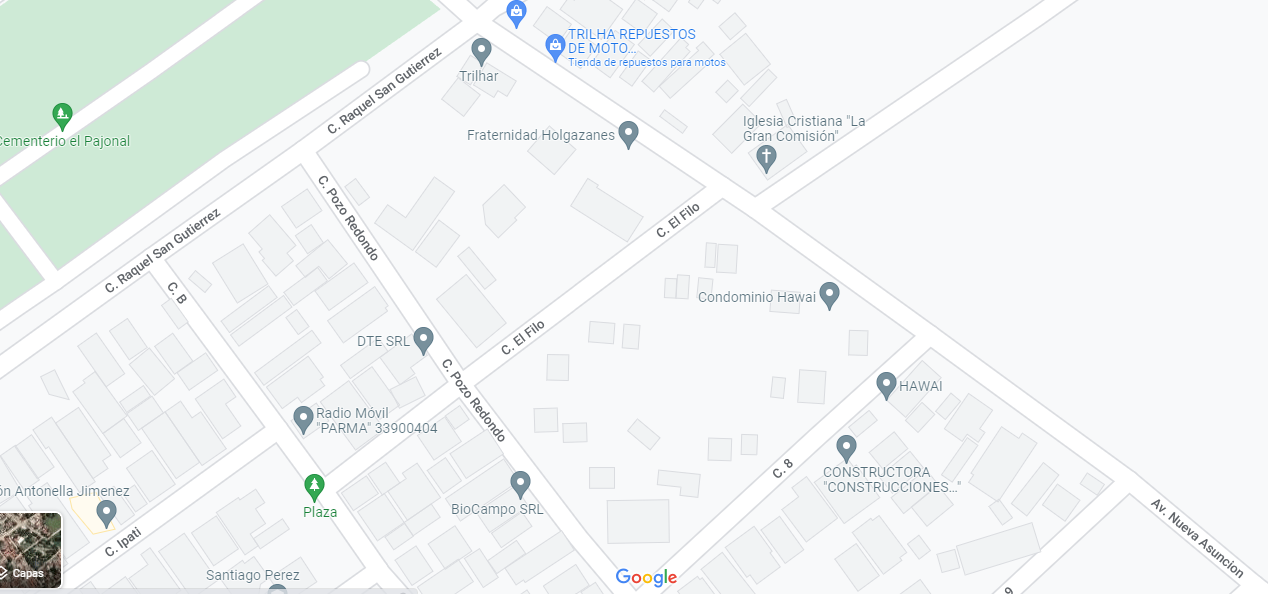 TRILHA REPUESTOS
DE MOTO...
Tienda de repuestos para motos
C. Raquel San Gutierrez
Trilhar
Cementerio el Pajonal
Fraternidad Holgazanes
Iglesia Cristiana "La
Gran Comisión"
C. Pozo Redondo
C. El Filo
C. Raquel San Gutierrez
C. B
Condominio Hawai
C. El Filo
DTE SRL
C. Pozo Redondo
HAWAI
Radio Móvil
"PARMA" 33900404
C. 8
CONSTRUCTORA
"CONSTRUCCIONES..."
ón Antonella Jimenez
Plaza
BioCampo SRL
Av. Nueva Asuncion
C. Ipati
Capas
Santiago Perez
Google
9